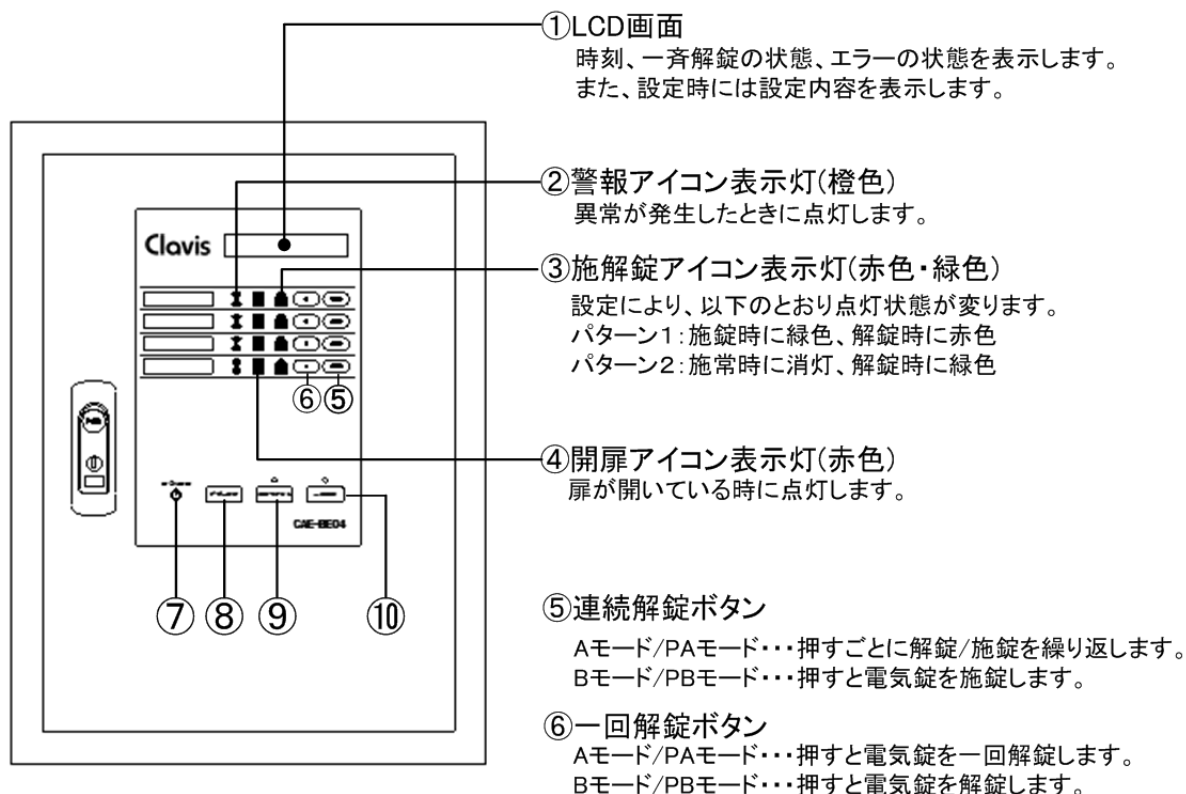 ①LCD画面
時刻、一斉解錠の状態、エラーの状態を表示します。
また、設定時には設定内容を表示します。
②警報アイコン表示灯(橙色)
異常が発生したときに点灯します。
③施解錠アイコン表示灯(赤色・緑色)
設定により、以下のとおり点灯状態が変ります。
パターン1:施錠時に緑色、解錠時に赤色
パターン2:施常時に消灯、解錠時に緑色
④開扉アイコン表示灯(赤色)
扉が開いている時に点灯します。
⑤連続解錠ボタン
Aモード/PAモード・・・押すごとに解錠/施錠を繰り返します。
Bモード/PBモード・・・押すと電気錠を施錠します。
⑥一回解錠ボタン
Aモード/PAモード・・・押すと電気錠を一回解錠します。
Bモード/PBモード・・・押すと電気錠を解錠します。
Clavis
⑥⑤
CAE-BE04
⑦ ⑧ ⑨ ⑩